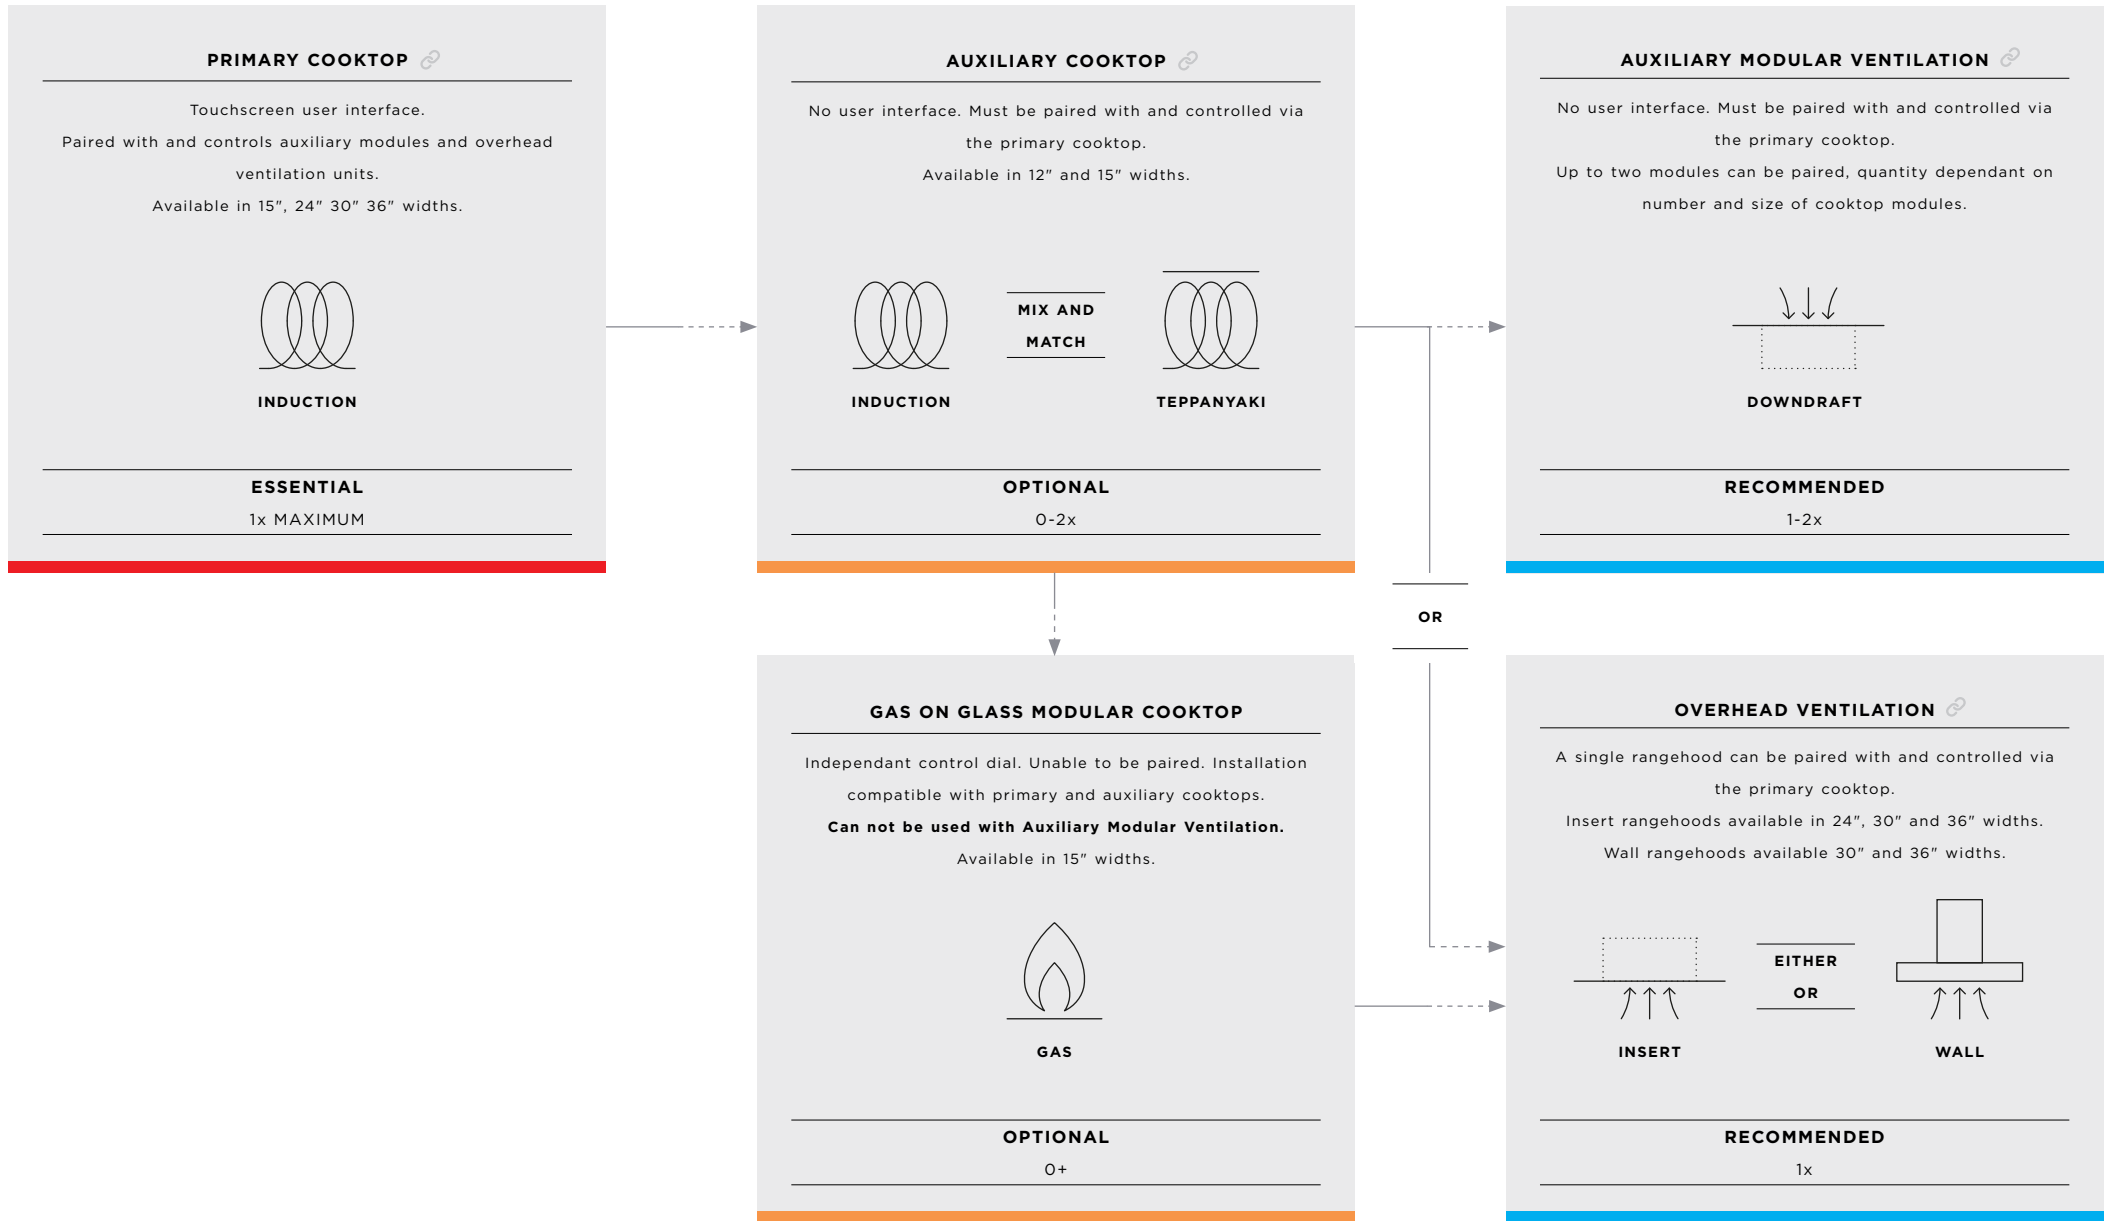 PRIMARY COOKTOP
Touchscreen user interface.
Paired with and controls auxiliary modules and overhead
ventilation units.
Available in 15", 24" 30" 36" widths.
INDUCTION
ESSENTIAL
1x MAXIMUM
AUXILIARY COOKTOP
No user interface. Must be paired with and controlled via
the primary cooktop.
Available in 12" and 15" widths.
INDUCTION
MIX AND
MATCH
TEPPANYAKI
OPTIONAL
0-2x
AUXILIARY MODULAR VENTILATION
No user interface. Must be paired with and controlled via
the primary cooktop.
Up to two modules can be paired, quantity dependant on
number and size of cooktop modules.
DOWNDRAFT
RECOMMENDED
1-2x
OR
GAS ON GLASS MODULAR COOKTOP
Independant control dial. Unable to be paired. Installation
compatible with primary and auxiliary cooktops.
Can not be used with Auxiliary Modular Ventilation.
Available in 15" widths.
GAS
OPTIONAL
0+
OVERHEAD VENTILATION
A single rangehood can be paired with and controlled via
the primary cooktop.
Insert rangehoods available in 24", 30" and 36" widths.
Wall rangehoods available 30" and 36" widths.
INSERT
EITHER
OR
WALL
RECOMMENDED
1x